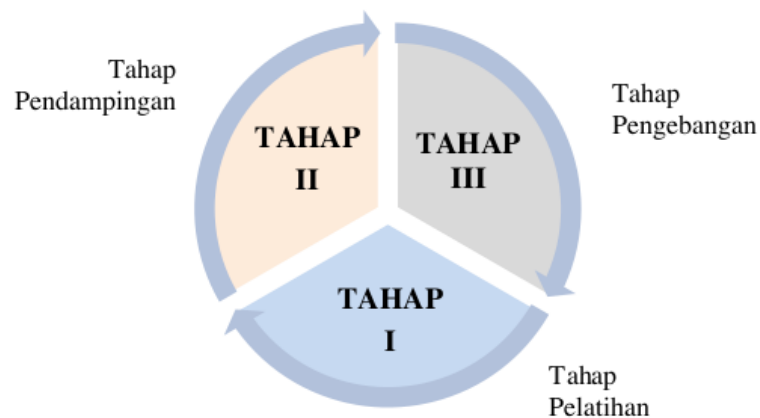 Tahap
Pendampingan
TAHAP
II
TAHAP
III
Tahap
Pengebangan
TAHAP
I
Tahap
Pelatihan